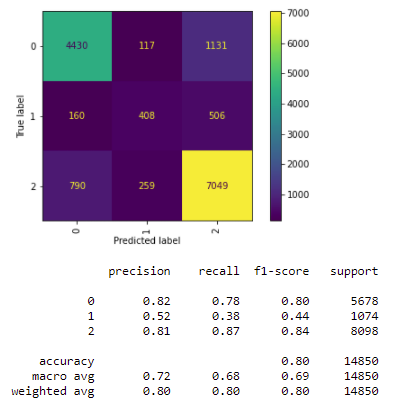 7000
6000
5000
4000
3000
2000
1000
True label
0
4430 117 1131
1
160 408 506
2
790 259 7049
0 1 2
Predicted label
precision recall f1-score support
0 0.82 0.78 0.80 5678
1 0.52 0.38 0.44 1074
2 0.81 0.87 0.84 8098
accuracy 0.80 14850
macro avg 0.72 0.68 0.69 14850
weighted avg 0.80 0.80 0.80 14850